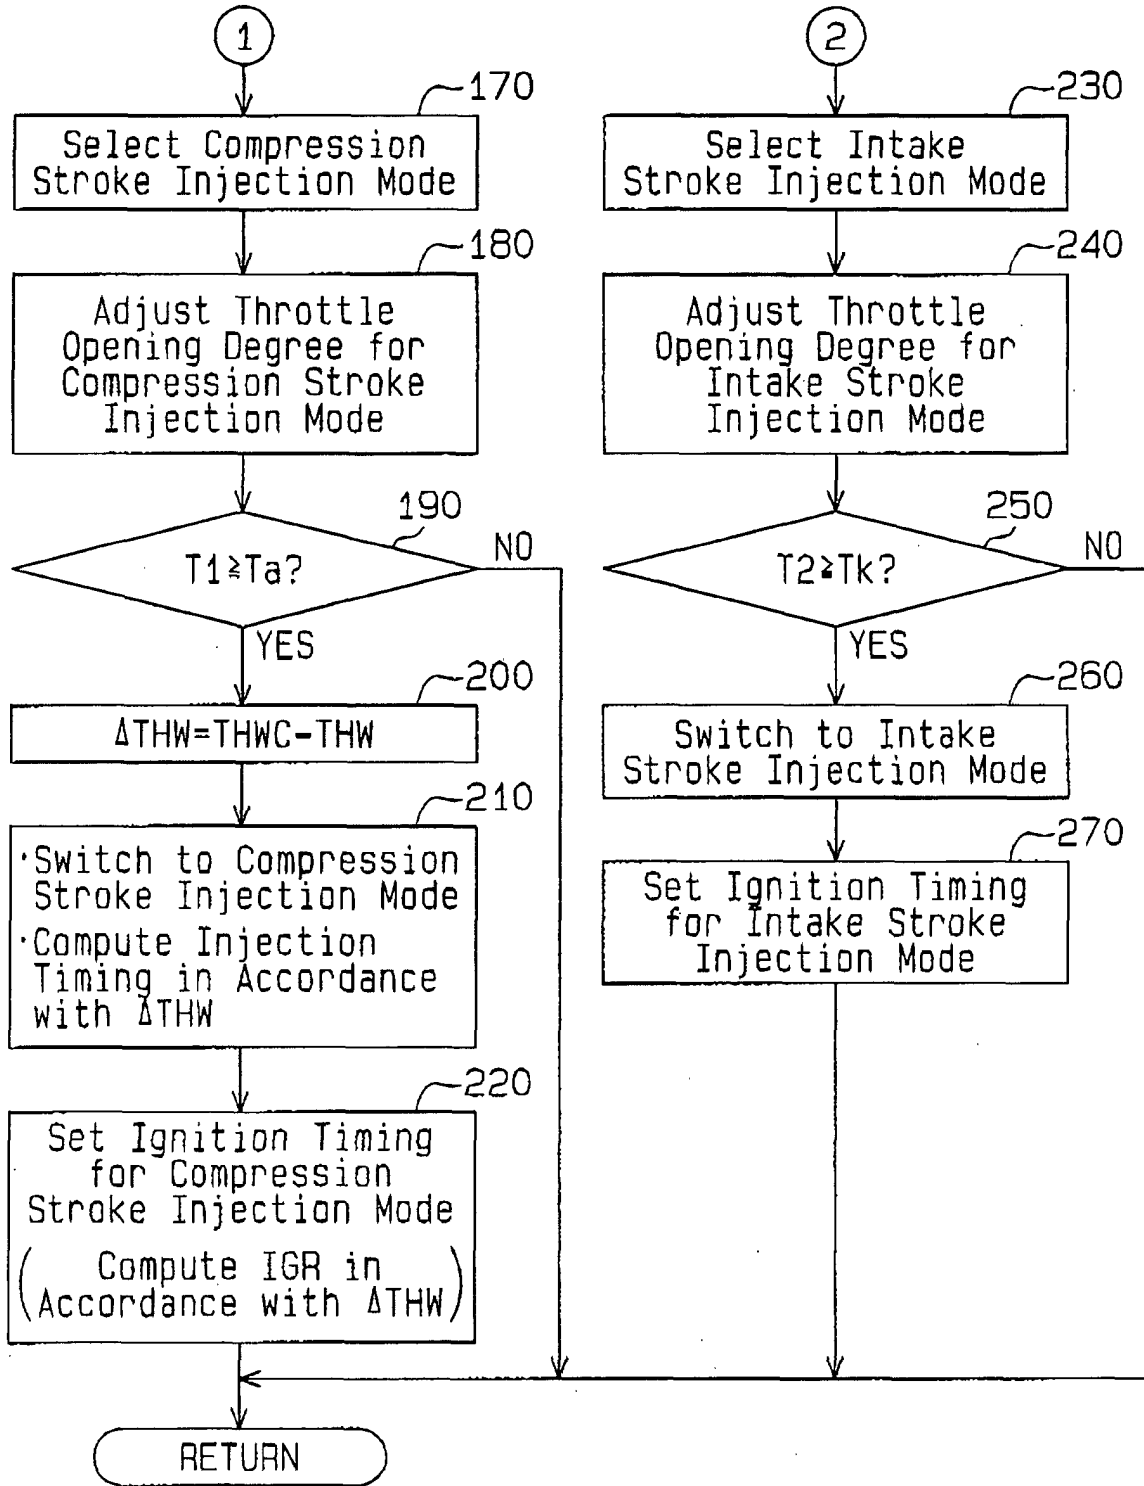 1
170
Select Compression
Stroke Injection Mode
180
Adjust Throttle
Opening Degree for
Compression Stroke
Injection Mode
190
T1≧Ta?
NO
YES
200
ΔTHW=THWC-THW
210
·Switch to Compression
Stroke Injection Mode
·Compute Injection
Timing in Accordance
with ΔTHW
220
Set Ignition Timing
for Compression
Stroke Injection Mode
(Compute IGR in
Accordance with ΔTHW)
RETURN
2
230
Select Intake
Stroke Injection Mode
240
Adjust Throttle
Opening Degree for
Intake Stroke
Injection Mode
250
T2≧Tk?
NO
YES
260
Switch to Intake
Stroke Injection Mode
270
Set Ignition Timing
for Intake Stroke
Injection Mode